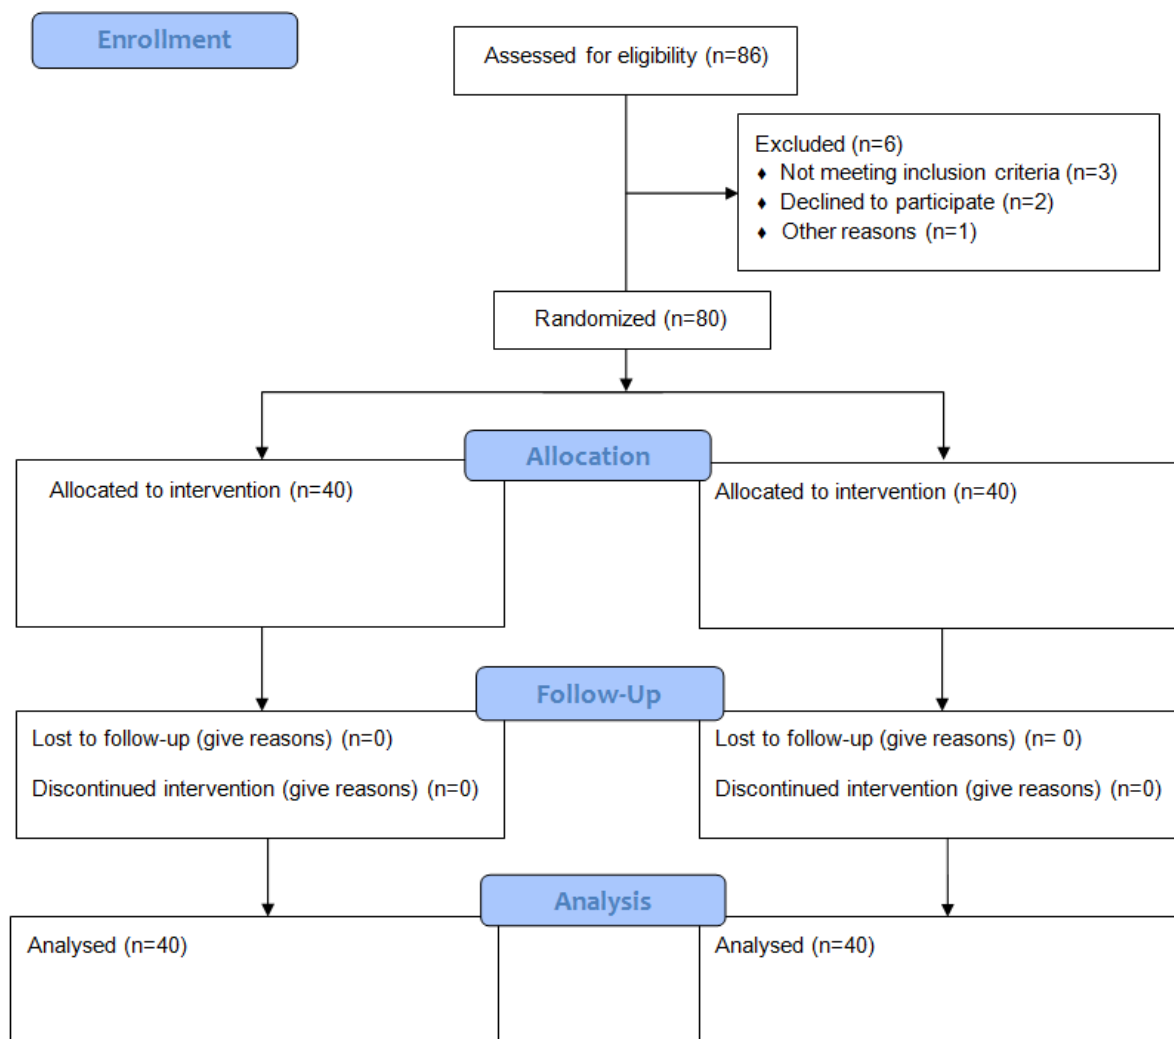 Enrollment
Assessed for eligibility (n=86)
Excluded (n=6)
♦ Not meeting inclusion criteria (n=3)
♦ Declined to participate (n=2)
♦ Other reasons (n=1)
Randomized (n=80)
Allocation
Allocated to intervention (n=40)
Allocated to intervention (n=40)
Follow-Up
Lost to follow-up (give reasons) (n=0)
Discontinued intervention (give reasons) (n=0)
Lost to follow-up (give reasons) (n= 0)
Discontinued intervention (give reasons) (n=0)
Analysis
Analysed (n=40)
Analysed (n=40)